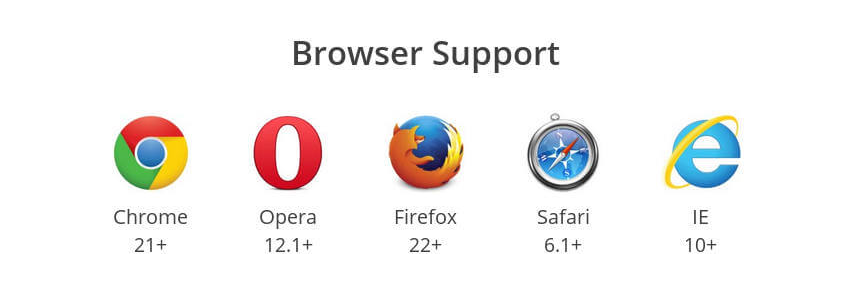 Browser Support
Chrome Opera Firefox Safari IE
21+ 12.1+ 22+ 6.1+ 10+